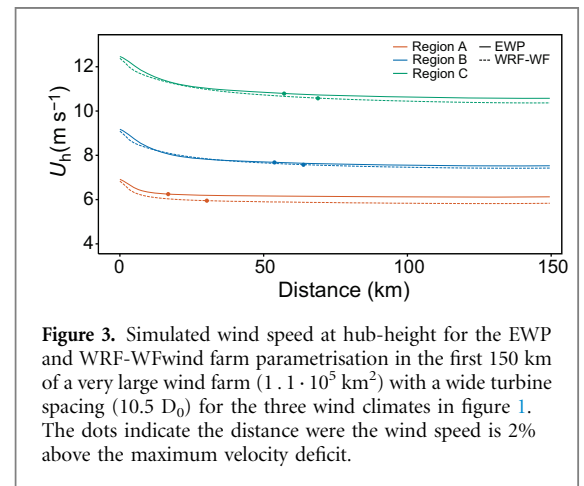 Region A
Region B
Region C
EWP
WRF-WF
12
10
8
6
4
Uh(m s−1)
0
50
100
150
Distance (km)
Figure 3. Simulated wind speed at hub-height for the EWP
and WRF-WFwind farm parametrisation in the first 150 km
of a very large wind farm (1 . 1 · 10⁵ km²) with a wide turbine
spacing (10.5 D₀) for the three wind climates in figure 1.
The dots indicate the distance were the wind speed is 2%
above the maximum velocity deficit.